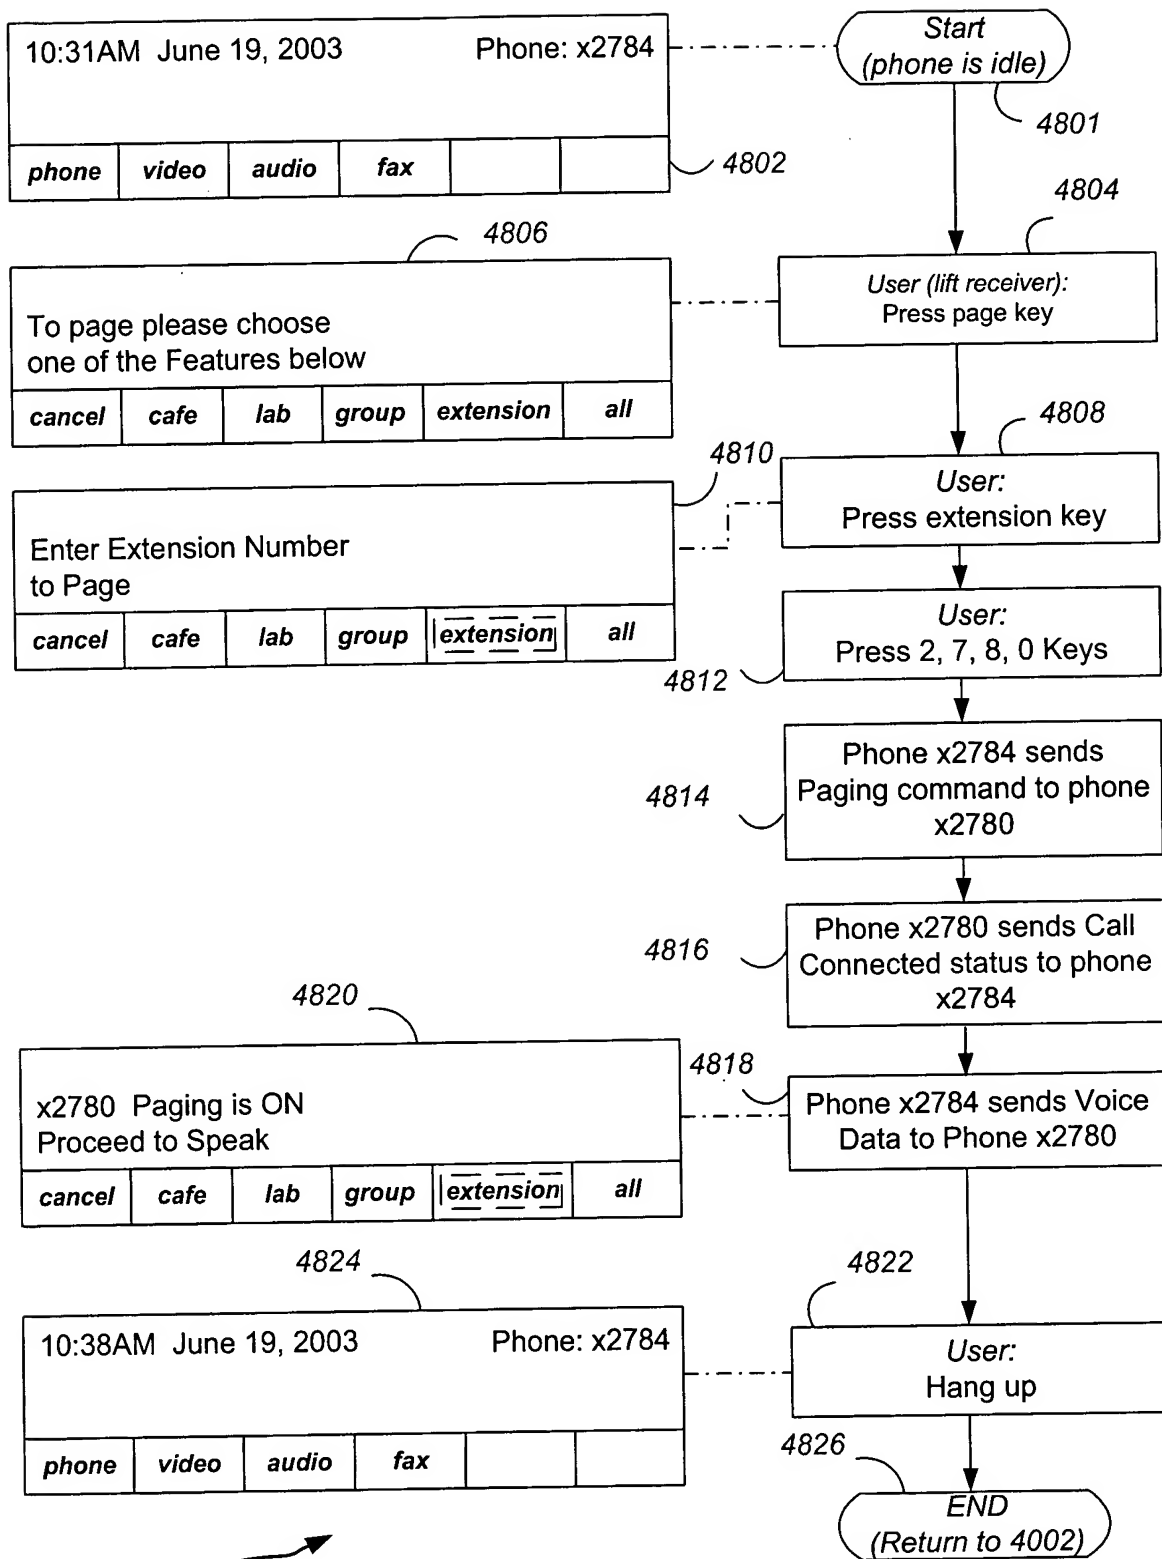 10:31AM June 19, 2003 Phone: x2784
phone video audio fax
4802
Start
(phone is idle)
4801
4804
User (lift receiver):
Press page key
4806
To page please choose
one of the Features below
cancel cafe lab group extension all
4808
User:
Press extension key
4810
Enter Extension Number
to Page
cancel cafe lab group extension all
User:
Press 2, 7, 8, 0 Keys
4812
Phone x2784 sends
Paging command to phone
x2780
4814
Phone x2780 sends Call
Connected status to phone
x2784
4816
4820
x2780 Paging is ON
Proceed to Speak
cancel cafe lab group extension all
4818
Phone x2784 sends Voice
Data to Phone x2780
4824
10:38AM June 19, 2003 Phone: x2784
phone video audio fax
4822
User:
Hang up
4826
END
(Return to 4002)